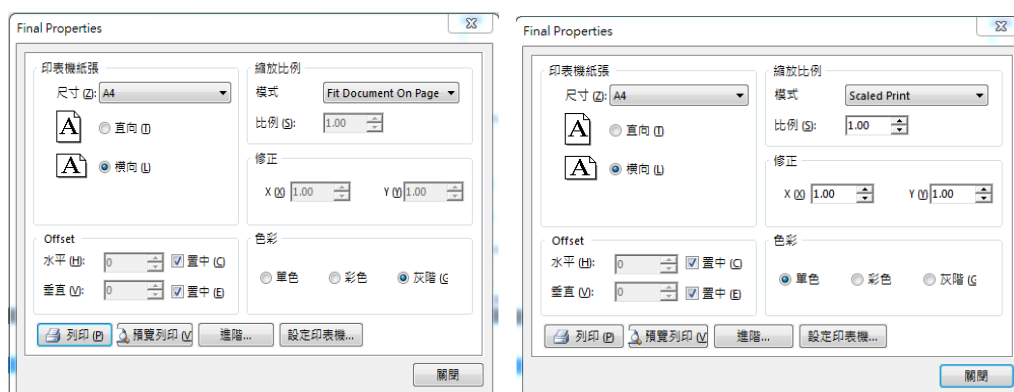 Final Properties
印表機紙張
尺寸 (Z): A4
直向 (I)
橫向 (L)
縮放比例
模式 Fit Document On Page
比例 (S): 1.00
修正
X (X) 1.00 Y (Y) 1.00
Offset
水平 (H): 0 置中 (C)
垂直 (V): 0 置中 (E)
色彩
單色 彩色 灰階 (G
列印 (P) 預覽列印 (V 進階... 設定印表機...
關閉
Final Properties
印表機紙張
尺寸 (Z): A4
直向 (I)
橫向 (L)
縮放比例
模式 Scaled Print
比例 (S): 1.00
修正
X (X) 1.00 Y (Y) 1.00
Offset
水平 (H): 0 置中 (C)
垂直 (V): 0 置中 (E)
色彩
單色 彩色 灰階 (G
列印 (P) 預覽列印 (V 進階... 設定印表機...
關閉